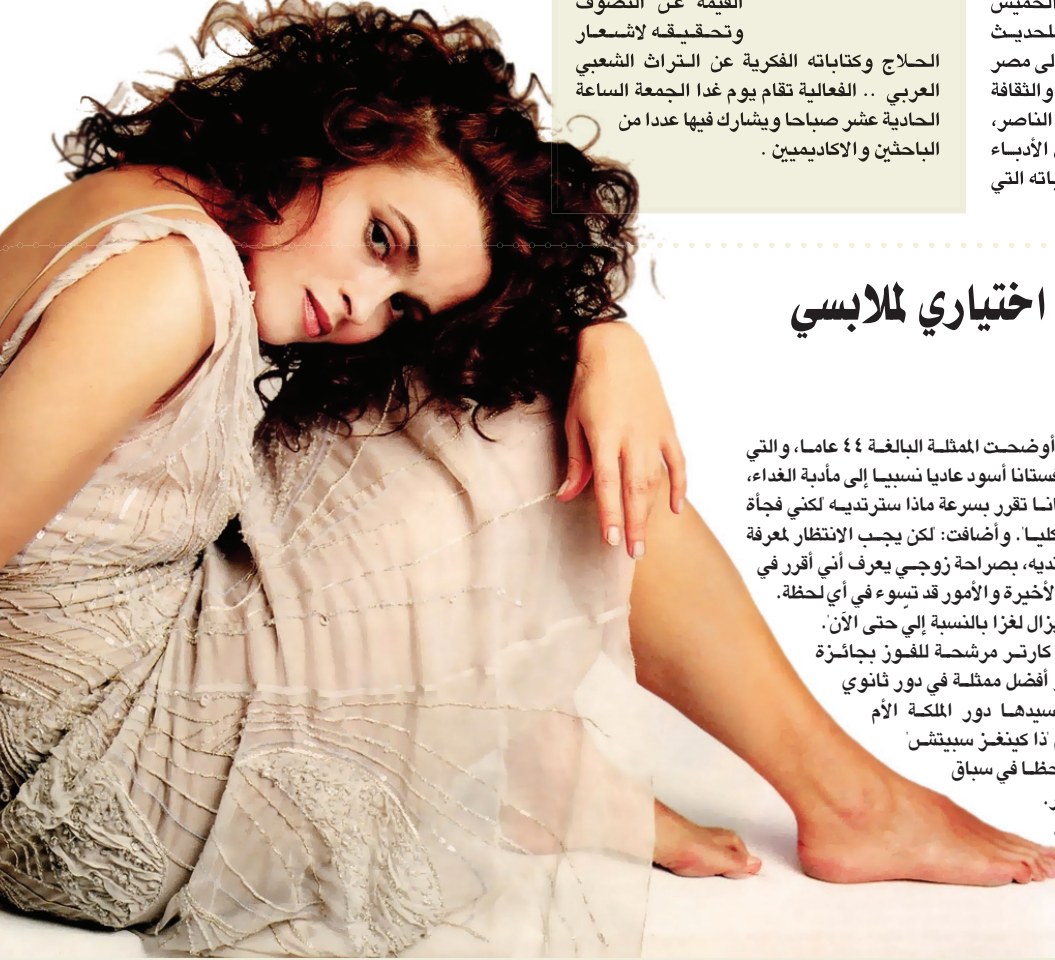 الخميس
للحديث
لى مصر
والثقافة
الناصر،
الأدباء
ياته التي
القيمة عن التصوف
وتحقيقه لاشعار
الحلاج وكتاباته الفكرية عن التراث الشعبي
العربي .. الفعالية تقام يوم غدا الجمعة الساعة
الحادية عشر صباحا ويشارك فيها عددا من
الباحثين والاكاديميين .
اختياري لملابسي
أوضحت الممثلة البالغة ٤٤ عاما، والتي
فستانا أسود عاديا نسبيا إلى مأدبة الغداء،
انا تقرر بسرعة ماذا سترتديه لكني فجأة
كليا'. وأضافت: 'لكن يجب الانتظار لمعرفة
تديه، بصراحة زوجي يعرف أني أقرر في
لأخيرة والأمور قد تسوء في أي لحظة.
يزال لغزا بالنسبة إلي حتى الآن'.
كارتر مرشحة للفوز بجائزة
أفضل ممثلة في دور ثانوي
سيدها دور الملكة الأم
'ذا كينغز سبيتش'
حظا في سباق
ر.